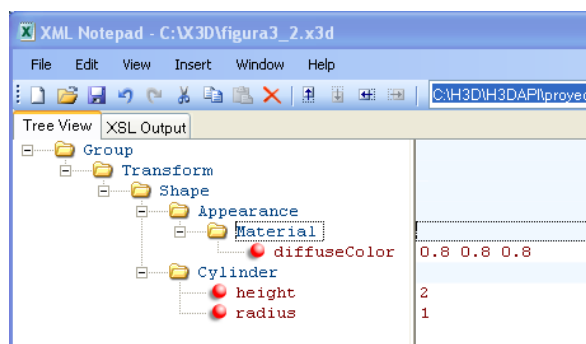 XML Notepad - C:\X3D\figura3_2.x3d
File Edit View Insert Window Help
C:\H3D\H3DAPI\proyec
Tree View XSL Output
Group
Transform
Shape
Appearance
Material
diffuseColor 0.8 0.8 0.8
Cylinder
height 2
radius 1